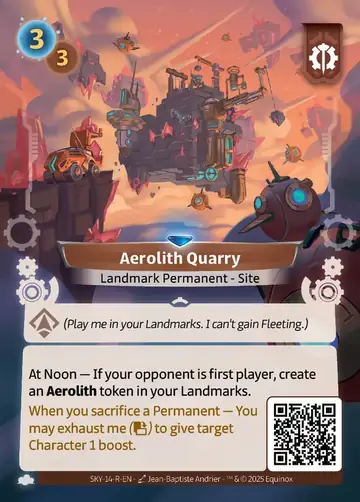 3
3
Aerolith Quarry
Landmark Permanent - Site
(Play me in your Landmarks. I can't gain Fleeting.)
At Noon — If your opponent is first player, create
an Aerolith token in your Landmarks.
When you sacrifice a Permanent — You
may exhaust me () to give target
Character 1 boost.
SKY-14-R-EN - Jean-Baptiste Andrier - ™ & © 2025 Equinox